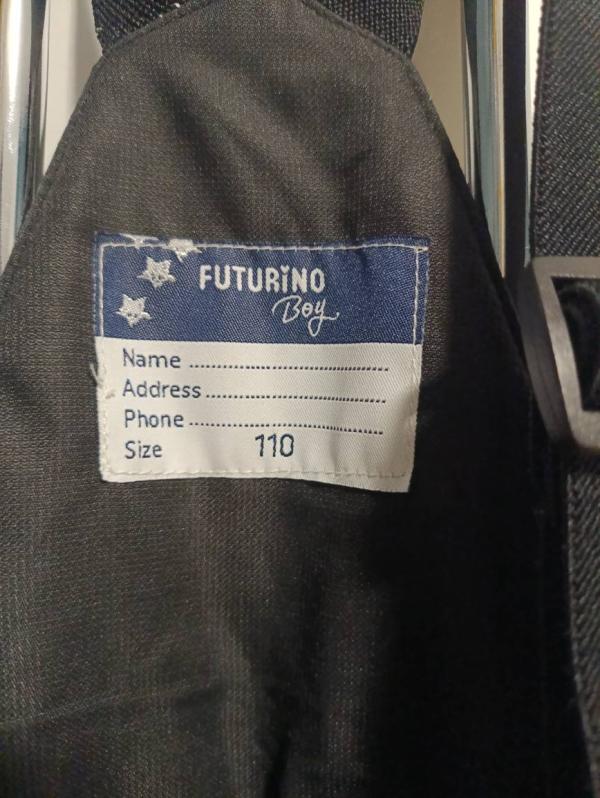 FUTURiNO
Boy
Name ........................................
Address ....................................
Phone ........................................
Size 110